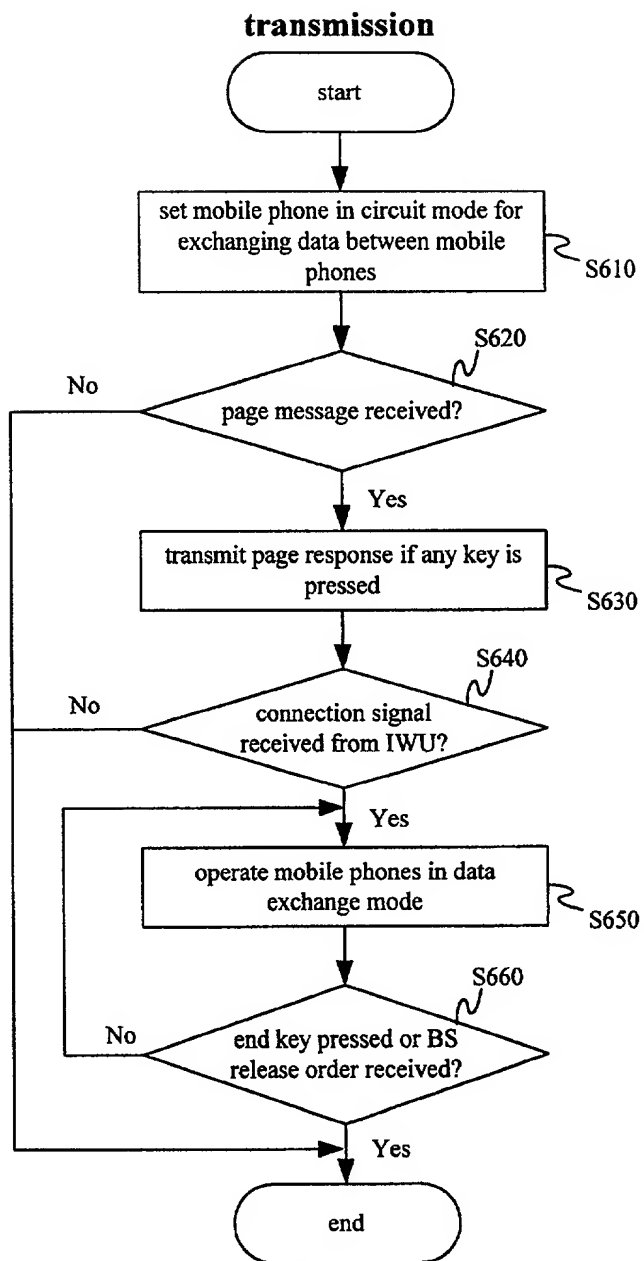 transmission
start
set mobile phone in circuit mode for
exchanging data between mobile
phones
S610
S620
No
page message received?
Yes
transmit page response if any key is
pressed
S630
S640
No
connection signal
received from IWU?
Yes
operate mobile phones in data
exchange mode
S650
S660
No
end key pressed or BS
release order received?
Yes
end